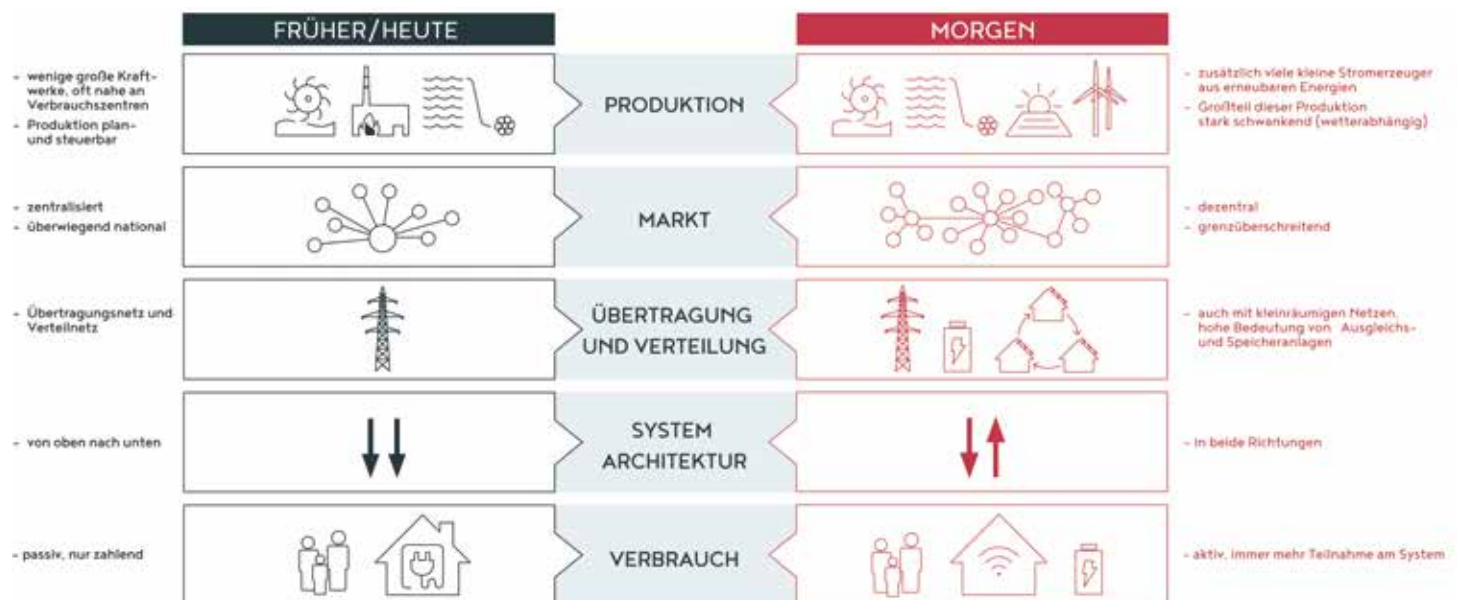 FRÜHER/HEUTE
MORGEN
- wenige große Kraft-
werke, oft nahe an
Verbrauchszentren
- Produktion plan-
und steuerbar
PRODUKTION
- zusätzlich viele kleine Stromerzeuger
aus erneubaren Energien
- Großteil dieser Produktion
stark schwankend (wetterabhängig)
- zentralisiert
- überwiegend national
MARKT
- dezentral
- grenzüberschreitend
- Übertragungsnetz und
Verteilnetz
ÜBERTRAGUNG
UND VERTEILUNG
- auch mit kleinräumigen Netzen,
hohe Bedeutung von Ausgleichs-
und Speicheranlagen
- von oben nach unten
SYSTEM
ARCHITEKTUR
- in beide Richtungen
- passiv, nur zahlend
VERBRAUCH
- aktiv, immer mehr Teilnahme am System